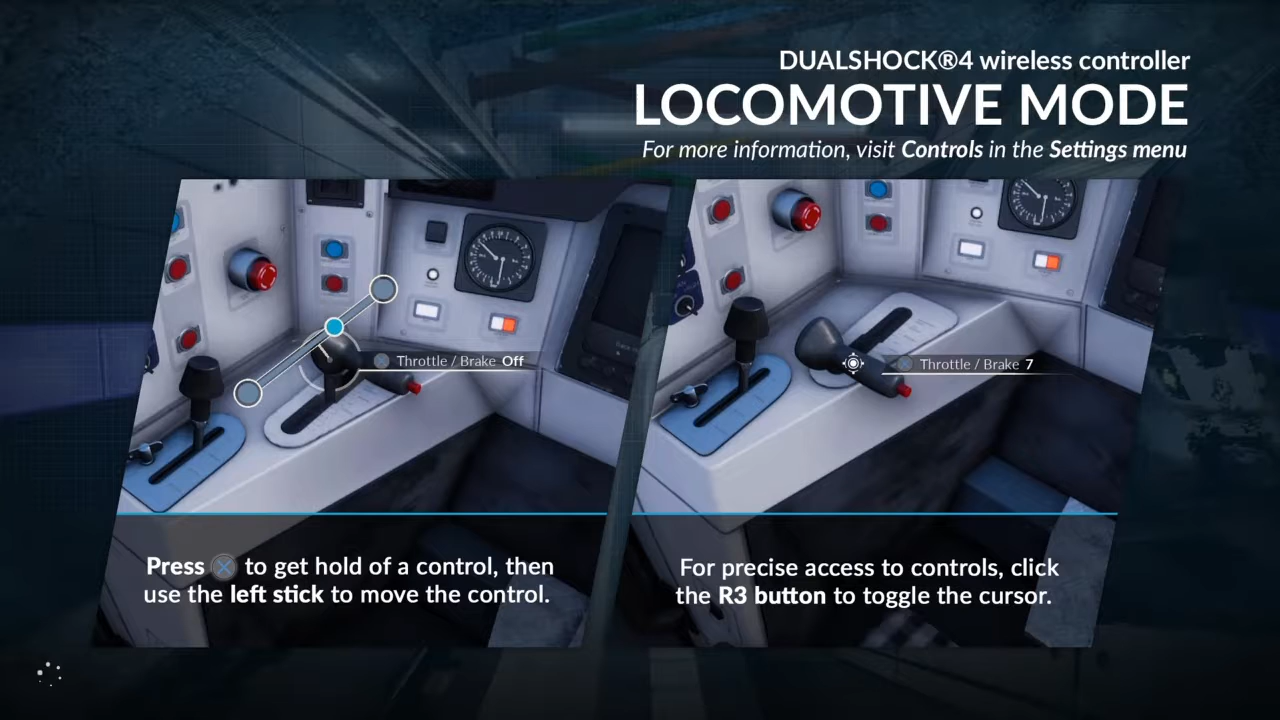 DUALSHOCK®4 wireless controller
LOCOMOTIVE MODE
For more information, visit Controls in the Settings menu
Throttle / Brake Off
Throttle / Brake 7
Press to get hold of a control, then
use the left stick to move the control.
For precise access to controls, click
the R3 button to toggle the cursor.